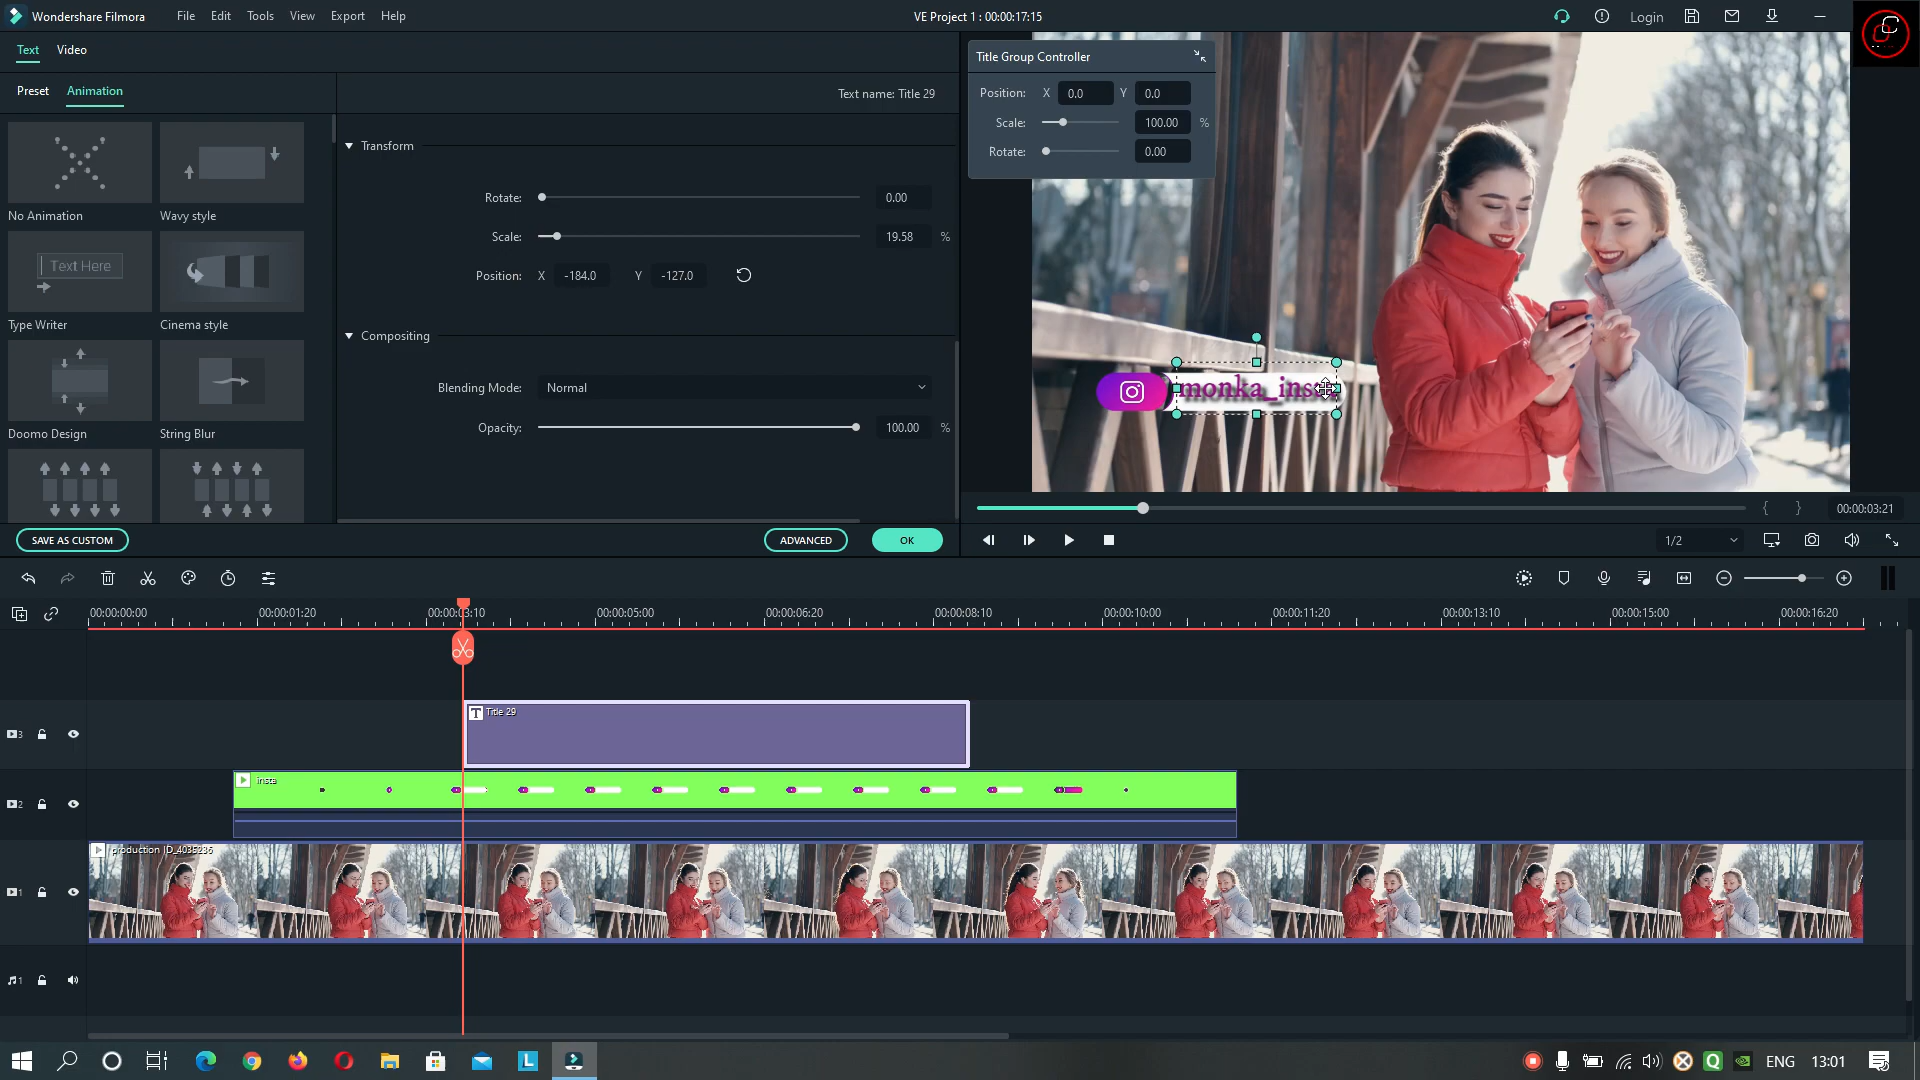 Wondershare Filmora
File Edit Tools View Export Help
VE Project 1 : 00:00:17:15
Login
Text Video
Preset Animation
Text name: Title 29
No Animation
Wavy style
Text Here
Type Writer
Cinema style
Doomo Design
String Blur
Transform
Rotate: 0.00
Scale: 19.58 %
Position: X -184.0 Y -127.0
Compositing
Blending Mode: Normal
Opacity: 100.00 %
SAVE AS CUSTOM
ADVANCED
OK
Title Group Controller
Position: X 0.0 Y 0.0
Scale: 100.00 %
Rotate: 0.00
monka_insta
00:00:03:21
1/2
00:00:00:00 00:00:01:20 00:00:03:10 00:00:05:00 00:00:06:20 00:00:08:10 00:00:10:00 00:00:11:20 00:00:13:10 00:00:15:00 00:00:16:20
3
T Title 29
2
insta
1
production ID_4035236
1
L
Q
ENG 13:01